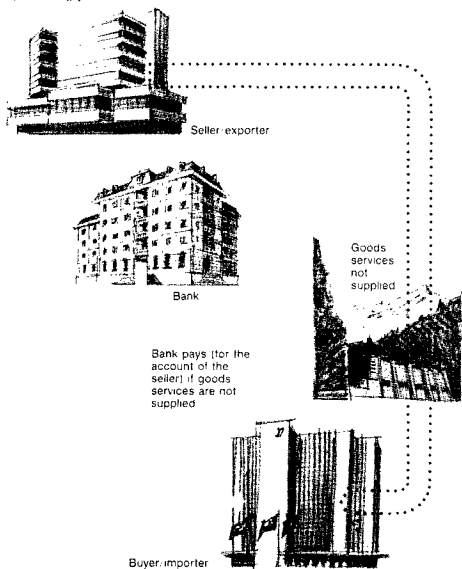 Seller·exporter
Bank
Goods
services
not
supplied
Bank pays (for the
account of the
seller) if goods
services are not
supplied
Buyer·importer